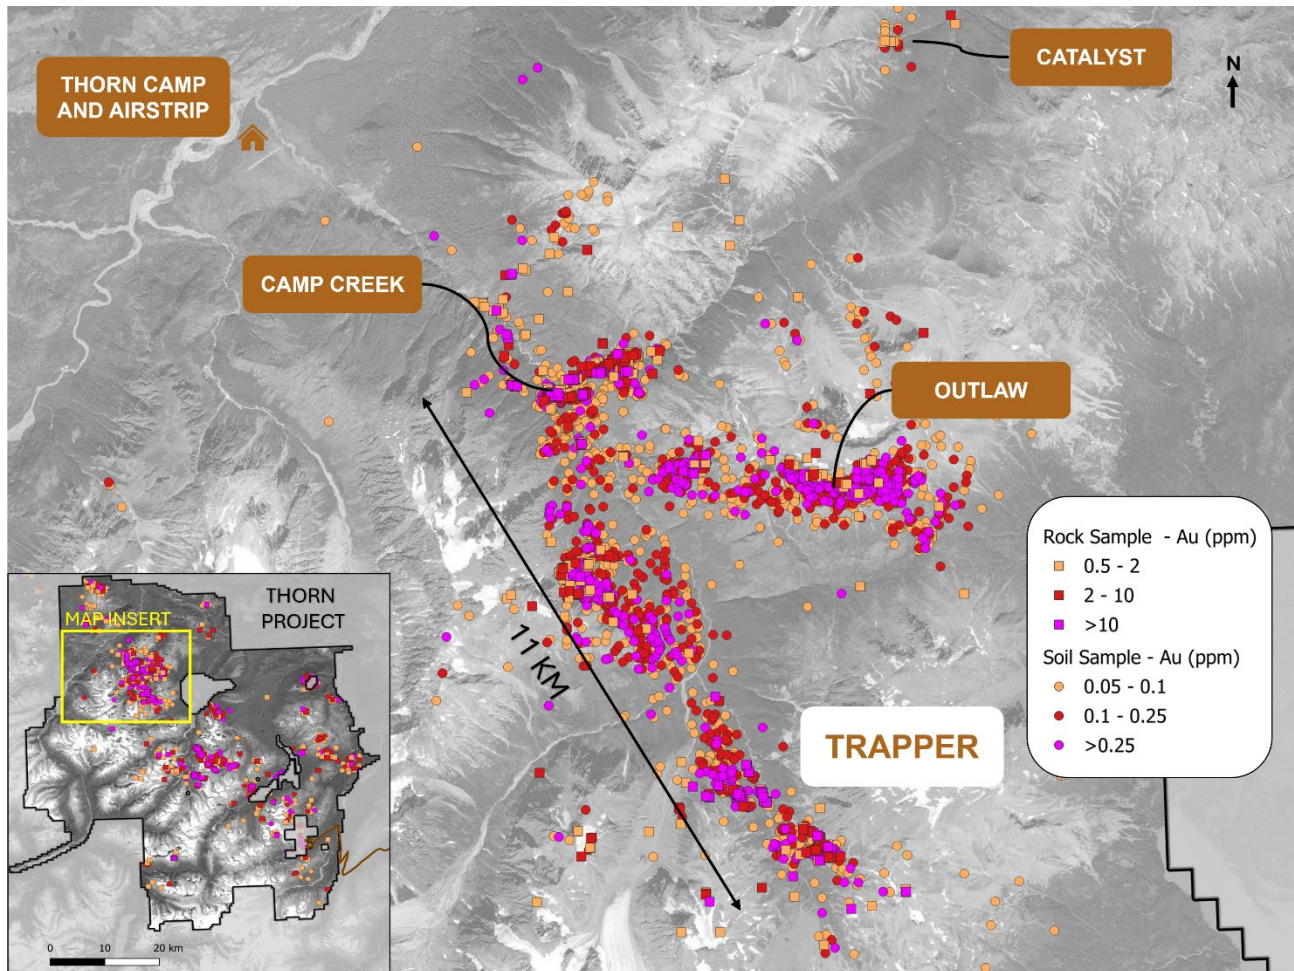 THORN CAMP
AND AIRSTRIP
CATALYST
N
CAMP CREEK
OUTLAW
11 KM
TRAPPER
Rock Sample - Au (ppm)
0.5 - 2
2 - 10
>10
Soil Sample - Au (ppm)
0.05 - 0.1
0.1 - 0.25
>0.25
MAP INSERT
THORN
PROJECT
0 10 20 km